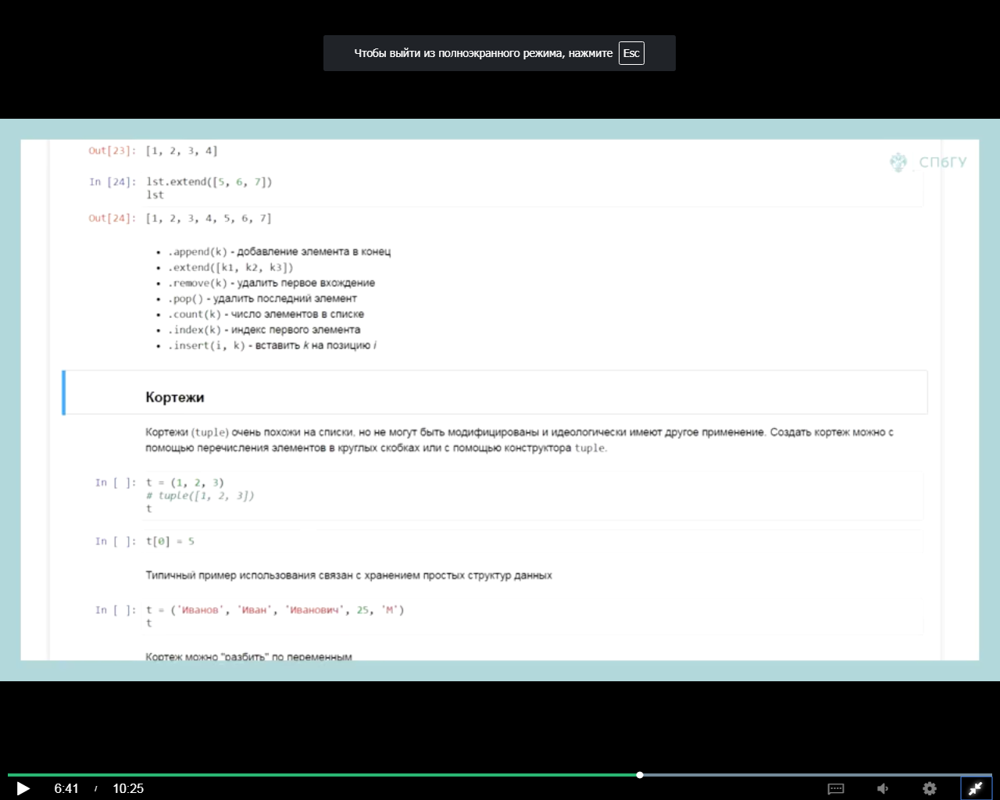 Чтобы выйти из полноэкранного режима, нажмите Esc
Out[23]: [1, 2, 3, 4]
СПбГУ
In [24]: lst.extend([5, 6, 7])
lst
Out[24]: [1, 2, 3, 4, 5, 6, 7]
• .append(k) - добавление элемента в конец
• .extend([k1, k2, k3])
• .remove(k) - удалить первое вхождение
• .pop() - удалить последний элемент
• .count(k) - число элементов в списке
• .index(k) - индекс первого элемента
• .insert(i, k) - вставить k на позицию i
Кортежи
Кортежи (tuple) очень похожи на списки, но не могут быть модифицированы и идеологически имеют другое применение. Создать кортеж можно с
помощью перечисления элементов в круглых скобках или с помощью конструктора tuple.
In [ ]: t = (1, 2, 3)
# tuple([1, 2, 3])
t
In [ ]: t[0] = 5
Типичный пример использования связан с хранением простых структур данных
In [ ]: t = ('Иванов', 'Иван', 'Иванович', 25, 'М')
t
Кортеж можно "разбить" по переменным
6:41 / 10:25